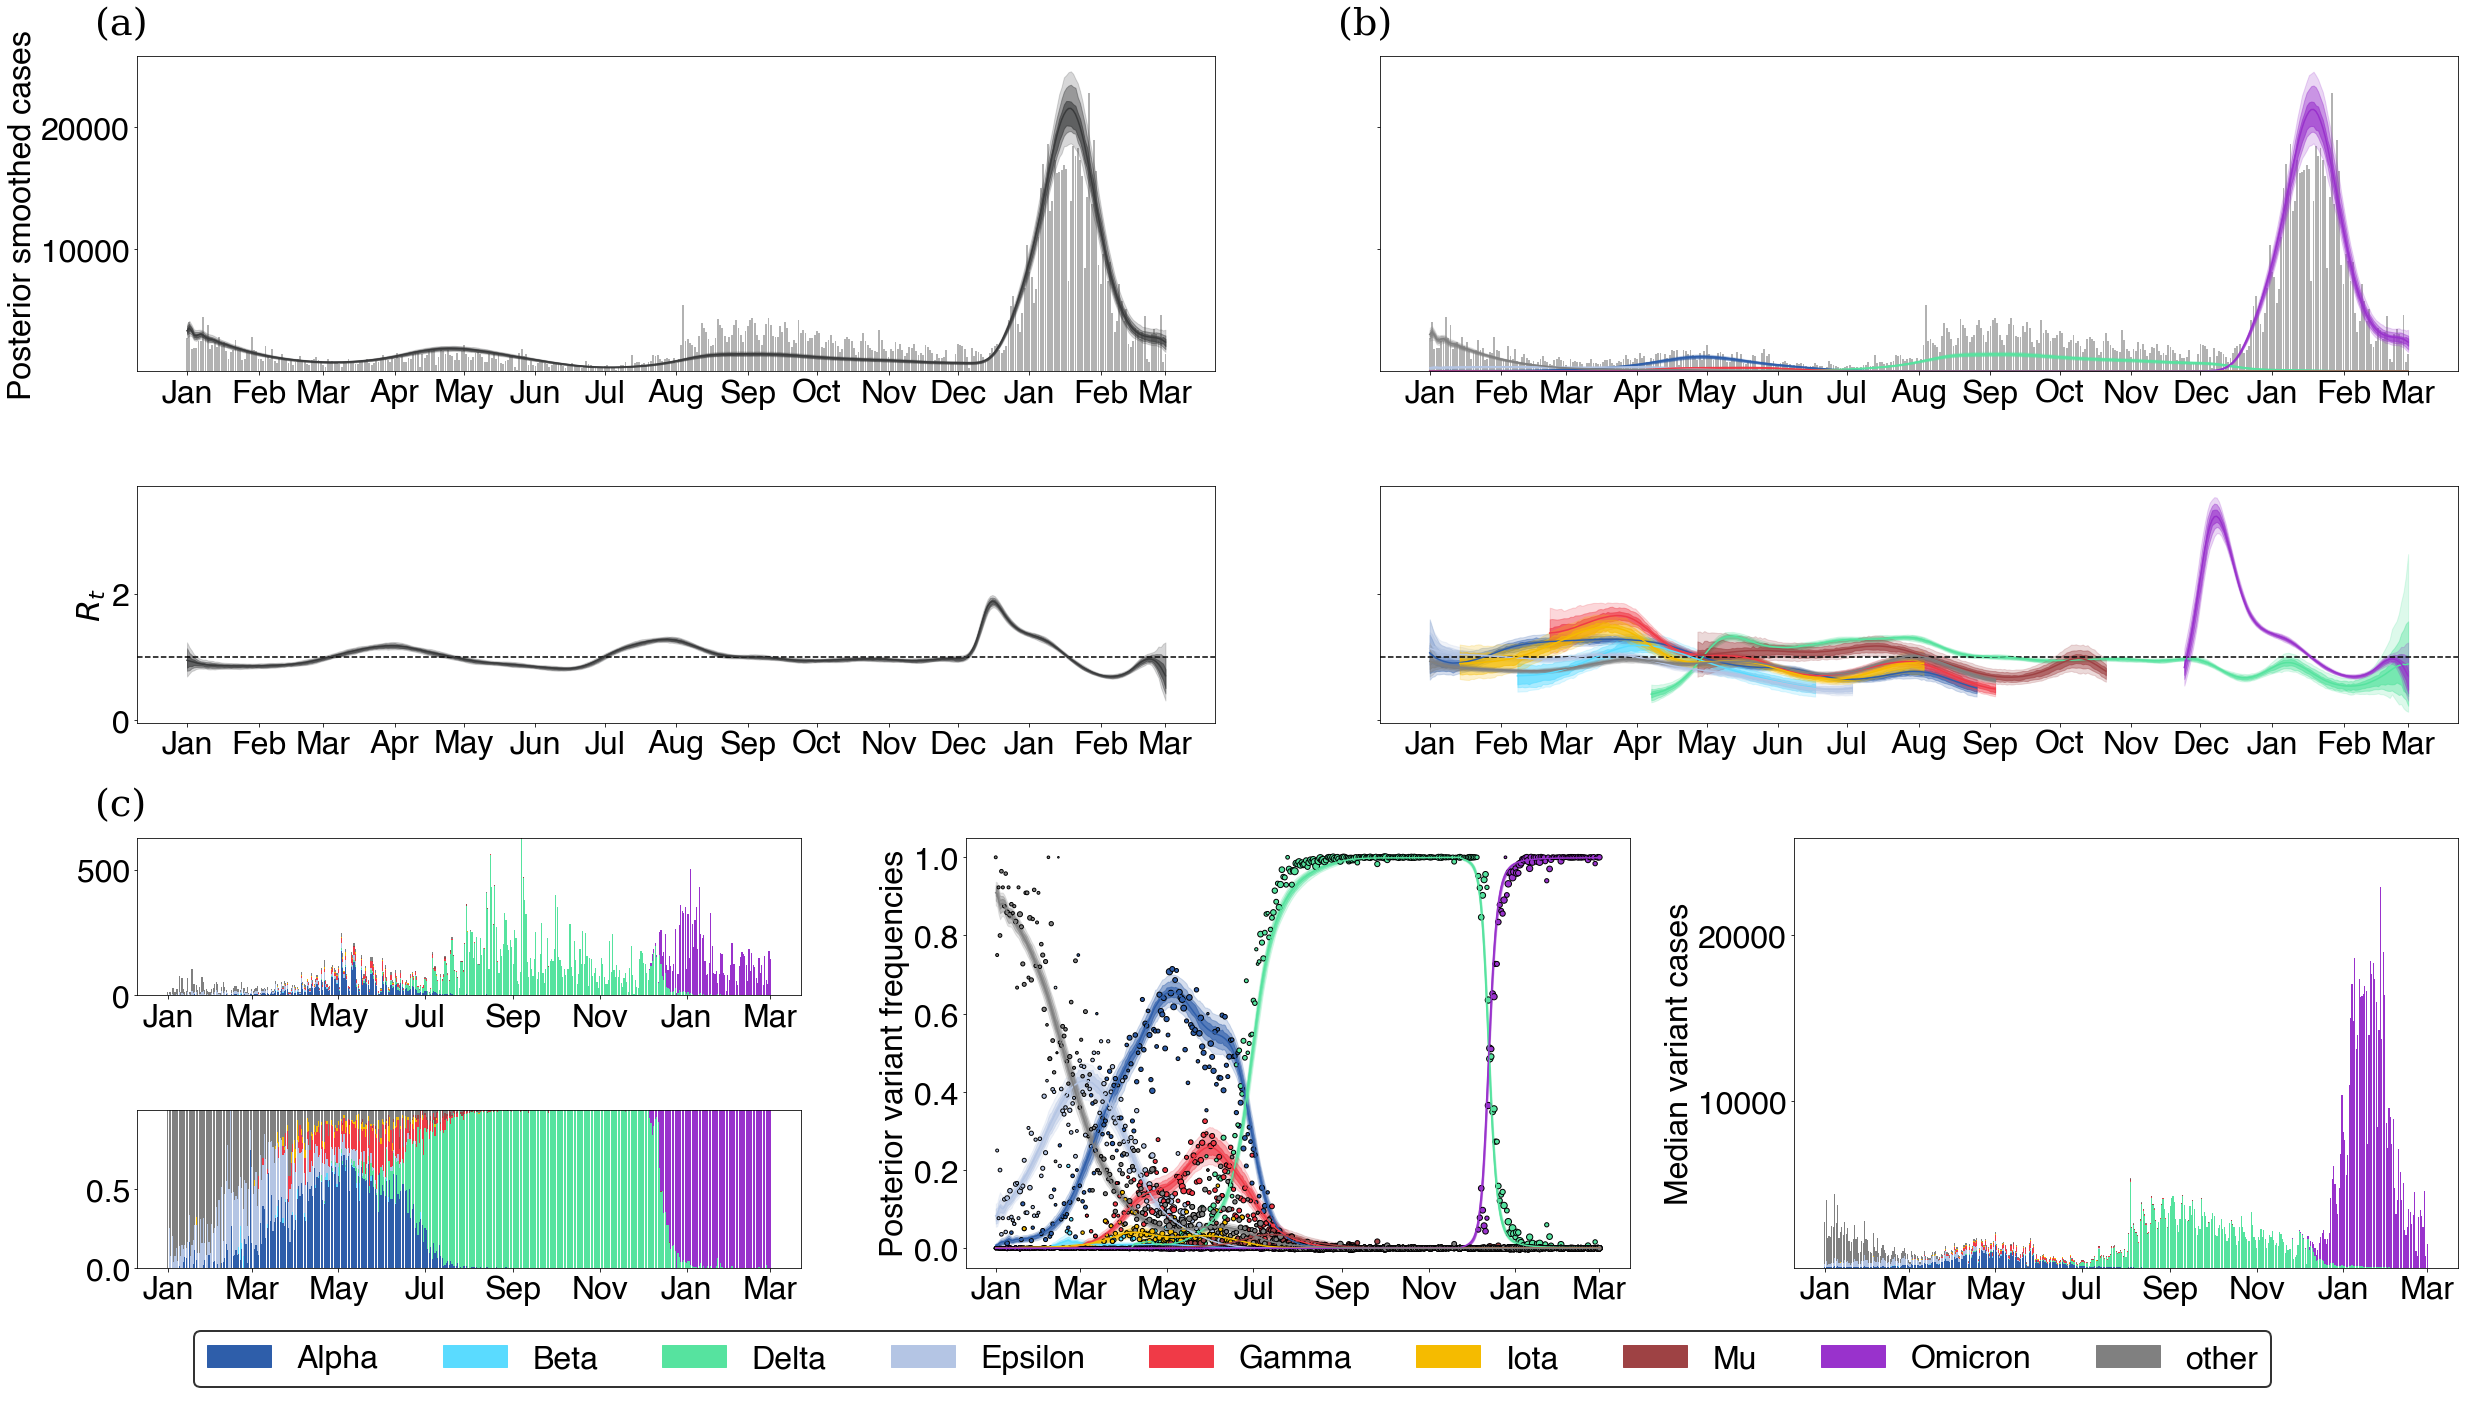 (a)
(b)
Posterior smoothed cases
20000
10000
Jan Feb Mar Apr May Jun Jul Aug Sep Oct Nov Dec Jan Feb Mar
Jan Feb Mar Apr May Jun Jul Aug Sep Oct Nov Dec Jan Feb Mar
Rt
2
0
Jan Feb Mar Apr May Jun Jul Aug Sep Oct Nov Dec Jan Feb Mar
Jan Feb Mar Apr May Jun Jul Aug Sep Oct Nov Dec Jan Feb Mar
(c)
500
0
Jan Mar May Jul Sep Nov Jan Mar
0.5
0.0
Jan Mar May Jul Sep Nov Jan Mar
Posterior variant frequencies
1.0
0.8
0.6
0.4
0.2
0.0
Jan Mar May Jul Sep Nov Jan Mar
Median variant cases
20000
10000
Jan Mar May Jul Sep Nov Jan Mar
Alpha Beta Delta Epsilon Gamma Iota Mu Omicron other